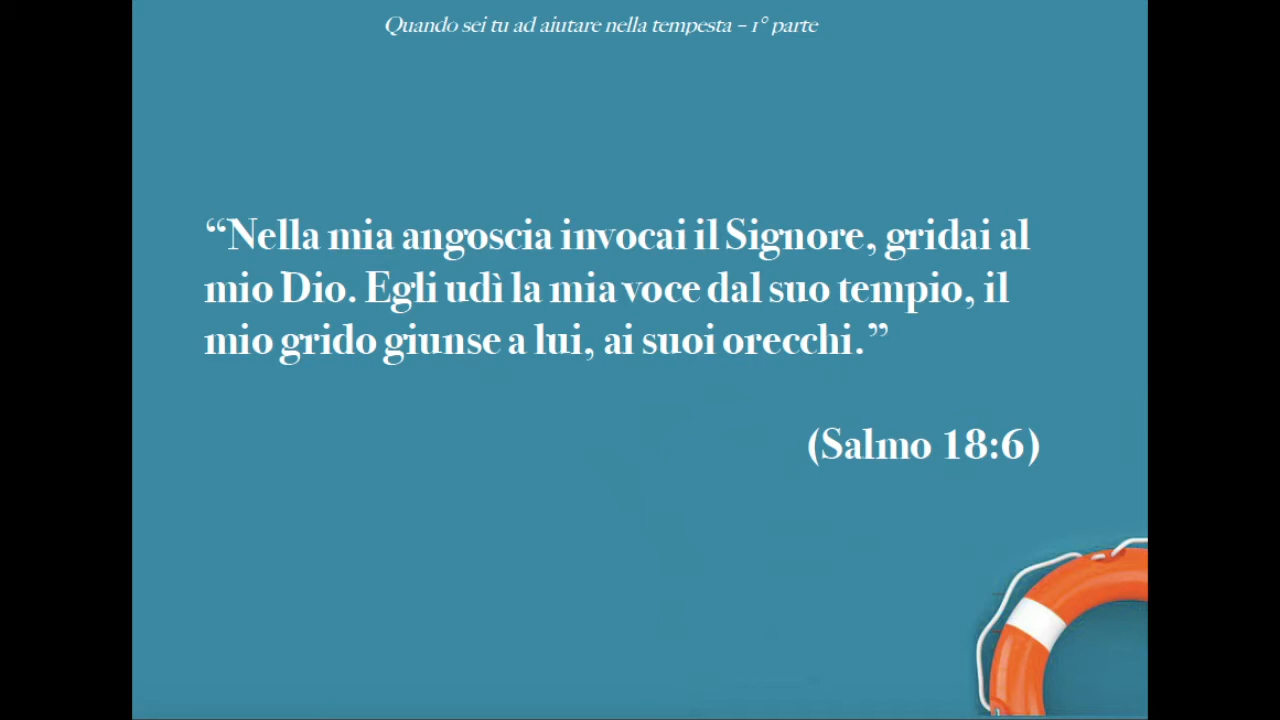 Quando sei tu ad aiutare nella tempesta – 1° parte
“Nella mia angoscia invocai il Signore, gridai al
mio Dio. Egli udì la mia voce dal suo tempio, il
mio grido giunse a lui, ai suoi orecchi.”
(Salmo 18:6)